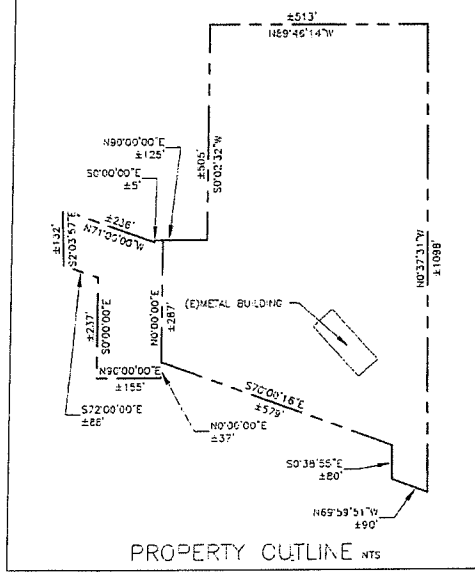 ±513'
N89°46'14"W
N90°00'00"E
±125'
±505'
S0°02'32"W
S0°00'00"E
±5'
±236'
N71°00'00"W
±132'
S2°03'57"E
N0°37'31"W
±1098'
(E)METAL BUILDING
±237'
S0°00'00"E
N0°00'00"E
±287'
N90°00'00"E
±155'
S70°00'16"E
±579'
S72°00'00"E
±88'
N0°00'00"E
±37'
S0°38'55"E
±80'
N69°59'51"W
±90'
PROPERTY OUTLINE NTS